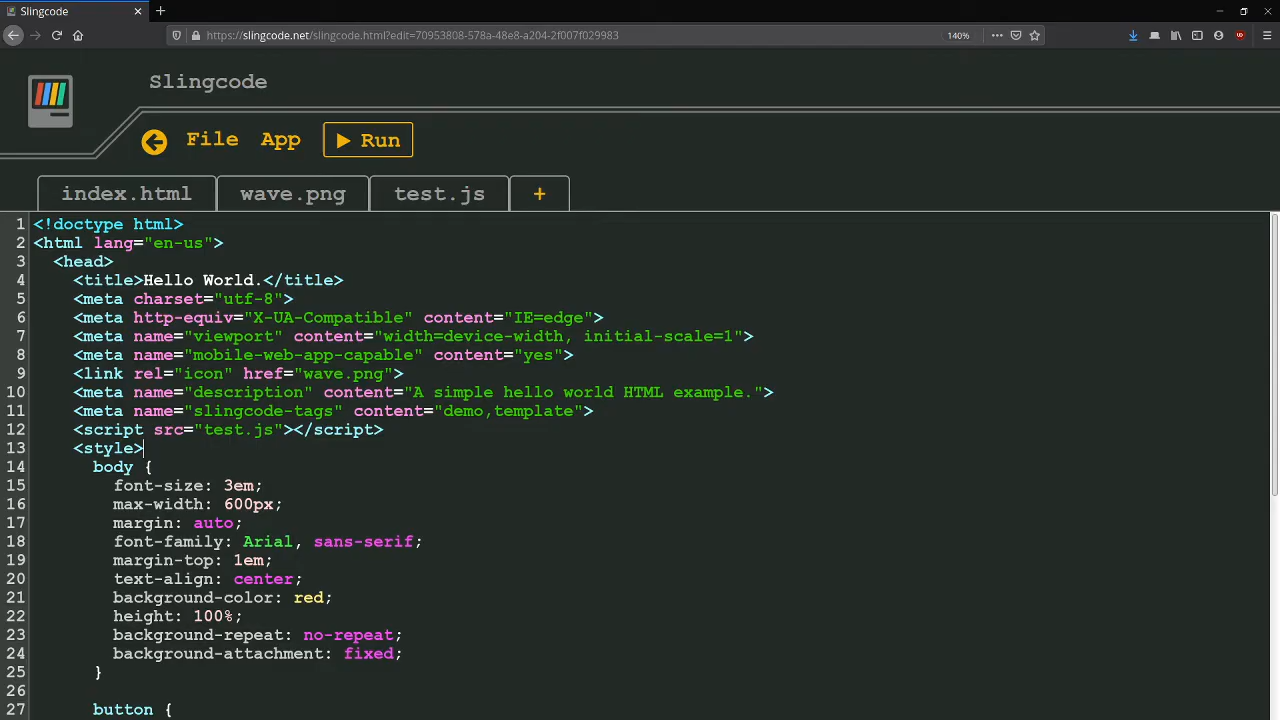 Slingcode
https://slingcode.net/slingcode.html?edit=70953808-578a-48e8-a204-2f007f029983
140%
Slingcode
File App Run
index.html wave.png test.js +
1 <!doctype html>
2 <html lang="en-us">
3 <head>
4 <title>Hello World.</title>
5 <meta charset="utf-8">
6 <meta http-equiv="X-UA-Compatible" content="IE=edge">
7 <meta name="viewport" content="width=device-width, initial-scale=1">
8 <meta name="mobile-web-app-capable" content="yes">
9 <link rel="icon" href="wave.png">
10 <meta name="description" content="A simple hello world HTML example.">
11 <meta name="slingcode-tags" content="demo,template">
12 <script src="test.js"></script>
13 <style>
14 body {
15 font-size: 3em;
16 max-width: 600px;
17 margin: auto;
18 font-family: Arial, sans-serif;
19 margin-top: 1em;
20 text-align: center;
21 background-color: red;
22 height: 100%;
23 background-repeat: no-repeat;
24 background-attachment: fixed;
25 }
26
27 button {